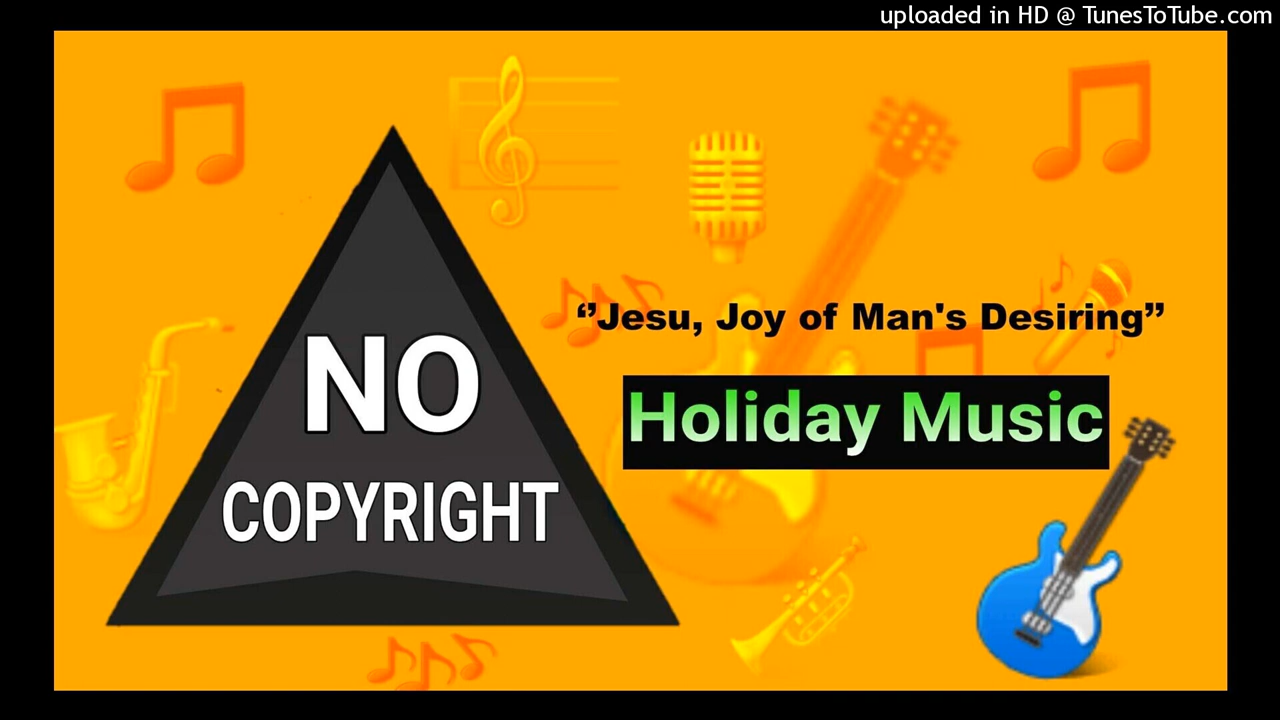 uploaded in HD @ TunesToTube.com
NO
COPYRIGHT
‘’Jesu, Joy of Man's Desiring’’
Holiday Music